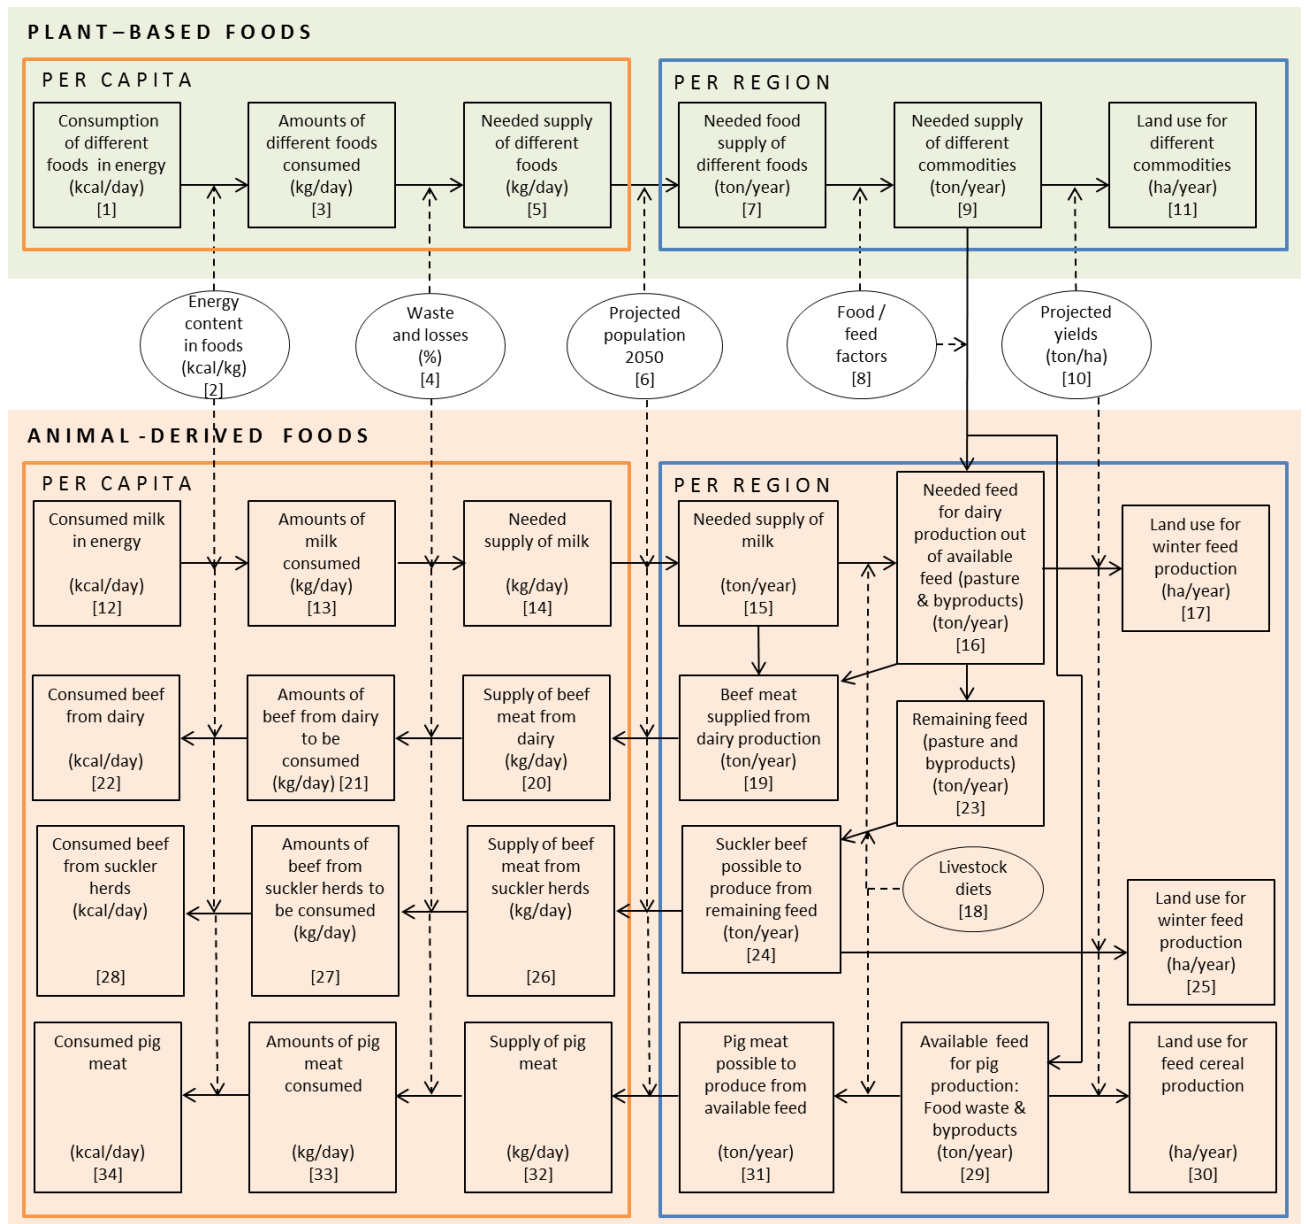 PLANT–BASED FOODS
PER CAPITA
Consumption
of different
foods in energy
(kcal/day)
[1]
Amounts of
different foods
consumed
(kg/day)
[3]
Needed supply
of different
foods
(kg/day)
[5]
PER REGION
Needed food
supply of
different foods
(ton/year)
[7]
Needed supply
of different
commodities
(ton/year)
[9]
Land use for
different
commodities
(ha/year)
[11]
Energy
content
in foods
(kcal/kg)
[2]
Waste
and losses
(%)
[4]
Projected
population
2050
[6]
Food /
feed
factors
[8]
Projected
yields
(ton/ha)
[10]
ANIMAL -DERIVED FOODS
PER CAPITA
Consumed milk
in energy
(kcal/day)
[12]
Amounts of
milk
consumed
(kg/day)
[13]
Needed
supply of milk
(kg/day)
[14]
PER REGION
Needed supply of
milk
(ton/year)
[15]
Needed feed
for dairy
production out
of available
feed (pasture
& byproducts)
(ton/year)
[16]
Land use for
winter feed
production
(ha/year)
[17]
Consumed beef
from dairy
(kcal/day)
[22]
Amounts of
beef from dairy
to be
consumed
(kg/day) [21]
Supply of beef
meat from
dairy
(kg/day)
[20]
Beef meat
supplied from
dairy production
(ton/year)
[19]
Remaining feed
(pasture and
byproducts)
(ton/year)
[23]
Consumed beef
from suckler
herds
(kcal/day)
[28]
Amounts of
beef from
suckler herds to
be consumed
(kg/day)
[27]
Supply of beef
meat from
suckler herds
(kg/day)
[26]
Suckler beef
possible to
produce from
remaining feed
(ton/year)
[24]
Livestock
diets
[18]
Land use for
winter feed
production
(ha/year)
[25]
Consumed pig
meat
(kcal/day)
[34]
Amounts of pig
meat
consumed
(kg/day)
[33]
Supply of pig
meat
(kg/day)
[32]
Pig meat
possible to
produce from
available feed
(ton/year)
[31]
Available feed
for pig
production:
Food waste &
byproducts
(ton/year)
[29]
Land use for
feed cereal
production
(ha/year)
[30]